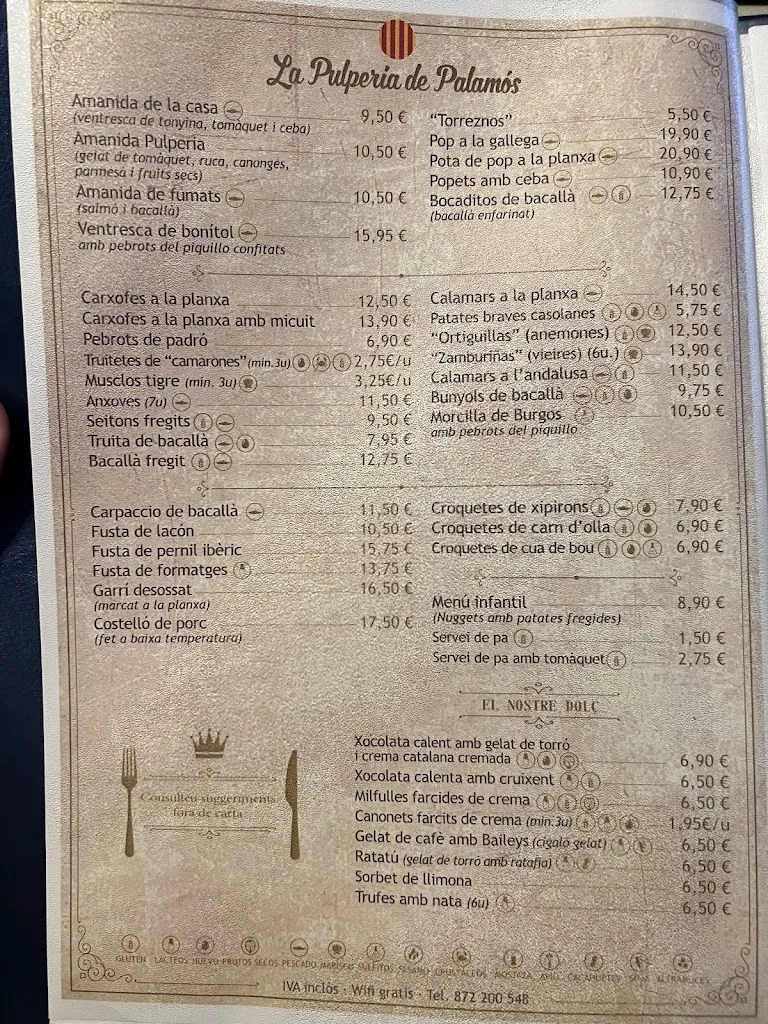 La Pulperia de Palamós
Amanida de la casa 9,50 €
(ventresca de tonyina, tomàquet i ceba)
Amanida Pulperia 10,50 €
(gelat de tomàquet, ruca, canonges,
parmesà i fruits secs)
Amanida de fumats 10,50 €
(salmó i bacallà)
Ventresca de bonítol 15,95 €
amb pebrots del piquillo confitats
"Torreznos" 5,50 €
Pop a la gallega 19,90 €
Pota de pop a la planxa 20,90 €
Popets amb ceba 10,90 €
Bocaditos de bacallà 12,75 €
(bacallà enfarinat)
Carxofes a la planxa 12,50 €
Carxofes a la planxa amb micuit 13,90 €
Pebrots de padró 6,90 €
Truitetes de "camarones" (min.3u) 2,75€/u
Musclos tigre (min. 3u) 3,25€/u
Anxoves (7u) 11,50 €
Seitons fregits 9,50 €
Truita de bacallà 7,95 €
Bacallà fregit 12,75 €
Calamars a la planxa 14,50 €
Patates braves casolanes 5,75 €
"Ortiguillas" (anemones) 12,50 €
"Zamburiñas" (vieires) (6u.) 13,90 €
Calamars a l'andalusa 11,50 €
Bunyols de bacallà 9,75 €
Morcilla de Burgos 10,50 €
amb pebrots del piquillo
Carpaccio de bacallà 11,50 €
Fusta de lacón 10,50 €
Fusta de pernil ibèric 15,75 €
Fusta de formatges 13,75 €
Garrí desossat 16,50 €
(marcat a la planxa)
Costelló de porc 17,50 €
(fet a baixa temperatura)
Croquetes de xipirons 7,90 €
Croquetes de carn d'olla 6,90 €
Croquetes de cua de bou 6,90 €
Menú infantil 8,90 €
(Nuggets amb patates fregides)
Servei de pa 1,50 €
Servei de pa amb tomàquet 2,75 €
EL NOSTRE DOLÇ
Xocolata calent amb gelat de torró
i crema catalana cremada 6,90 €
Xocolata calenta amb cruixent 6,50 €
Milfulles farcides de crema 6,50 €
Canonets farcits de crema (min.3u) 1,95€/u
Gelat de cafè amb Baileys (cigaló gelat) 6,50 €
Ratatú (gelat de torró amb ratafia) 6,50 €
Sorbet de llimona 6,50 €
Trufes amb nata (6u) 6,50 €
Consulteu suggeriments
fora de carta
GLUTEN LÁCTEOS HUEVO FRUTOS SECOS PESCADO MARISCO SULFITOS SÉSAMO CRUSTÁCEOS MOSTAZA APIO CACAHUETES SOJA ALTRAMUCES
IVA inclòs · Wifi gratis · Tel. 872 200 548